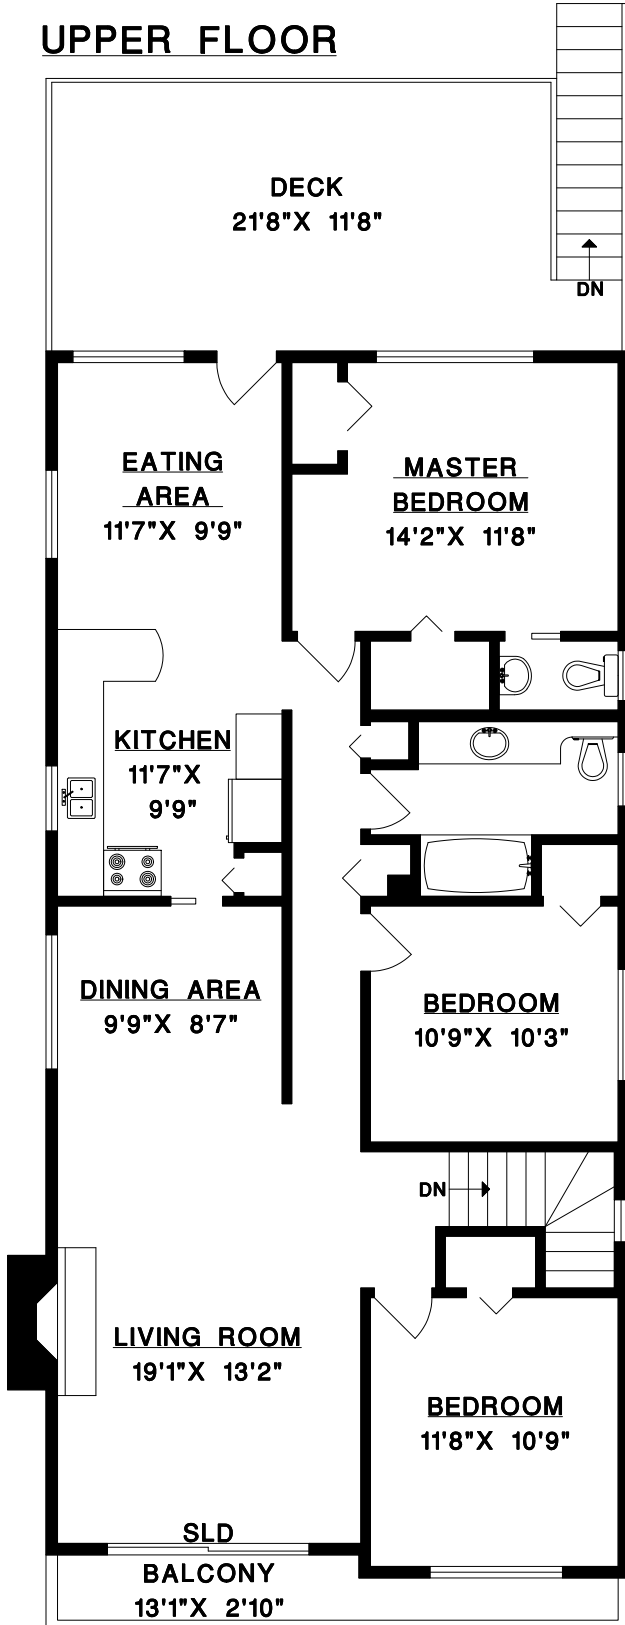 UPPER FLOOR
DECK
21'8"X 11'8"
DN
EATING
AREA
11'7"X 9'9"
MASTER
BEDROOM
14'2"X 11'8"
KITCHEN
11'7"X
9'9"
DINING AREA
9'9"X 8'7"
BEDROOM
10'9"X 10'3"
DN
LIVING ROOM
19'1"X 13'2"
BEDROOM
11'8"X 10'9"
SLD
BALCONY
13'1"X 2'10"